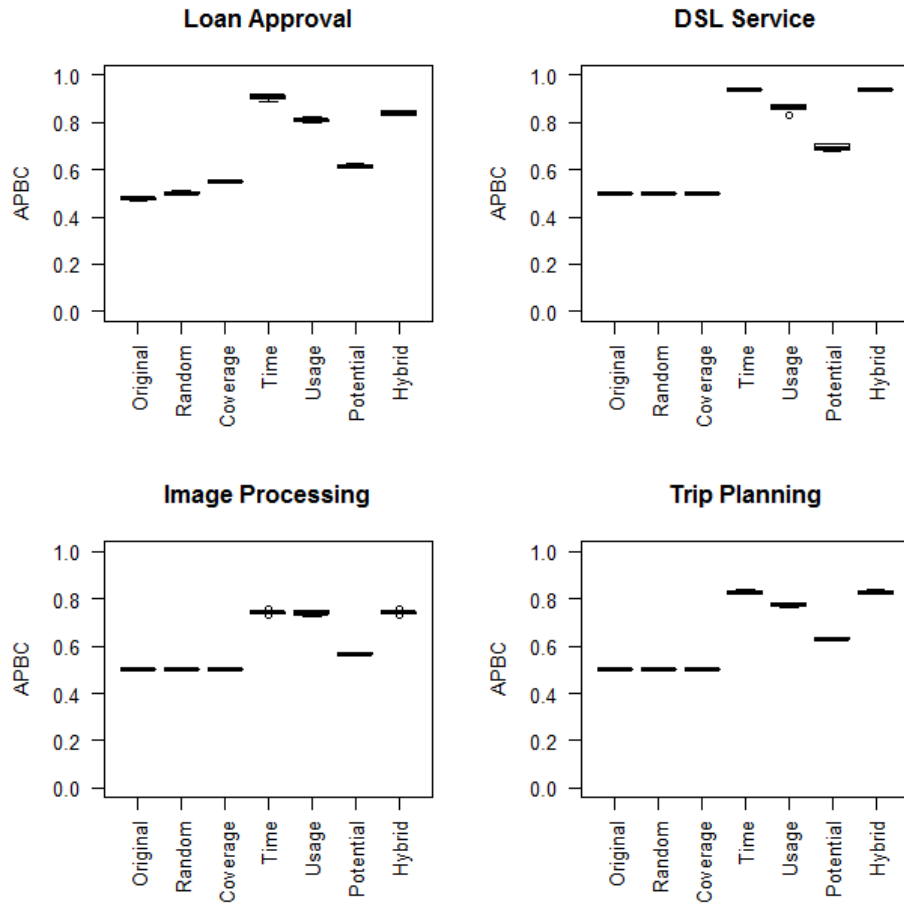 Loan Approval
APBC
1.0
0.8
0.6
0.4
0.2
0.0
Original
Random
Coverage
Time
Usage
Potential
Hybrid
DSL Service
APBC
1.0
0.8
0.6
0.4
0.2
0.0
Original
Random
Coverage
Time
Usage
Potential
Hybrid
Image Processing
APBC
1.0
0.8
0.6
0.4
0.2
0.0
Original
Random
Coverage
Time
Usage
Potential
Hybrid
Trip Planning
APBC
1.0
0.8
0.6
0.4
0.2
0.0
Original
Random
Coverage
Time
Usage
Potential
Hybrid